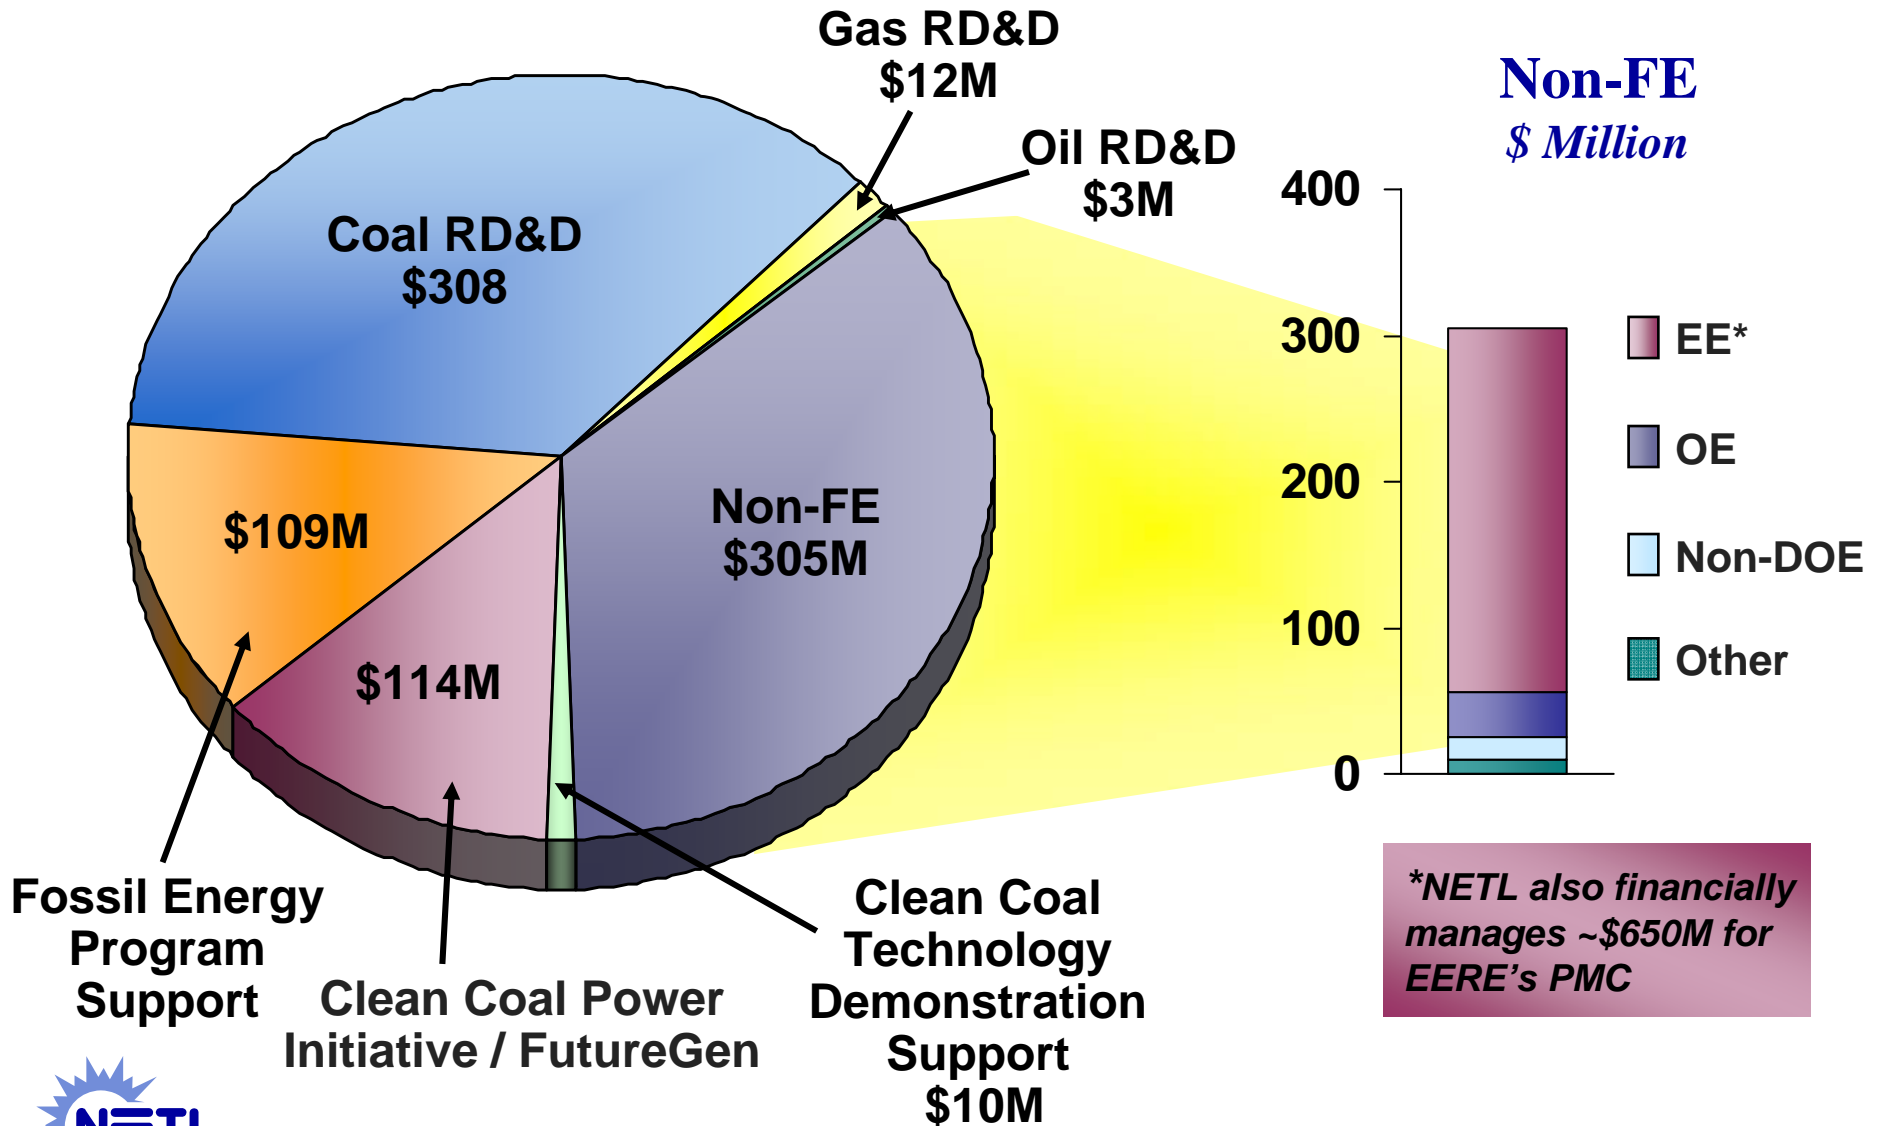 Gas RD&D
$12M
Oil RD&D
$3M
Coal RD&D
$308
$109M
$114M
Non-FE
$305M
Fossil Energy
Program
Support
Clean Coal Power
Initiative / FutureGen
Clean Coal
Technology
Demonstration
Support
$10M
Non-FE
$ Million
400
300
200
100
0
EE*
OE
Non-DOE
Other
*NETL also financially
manages ~$650M for
EERE's PMC
NETL